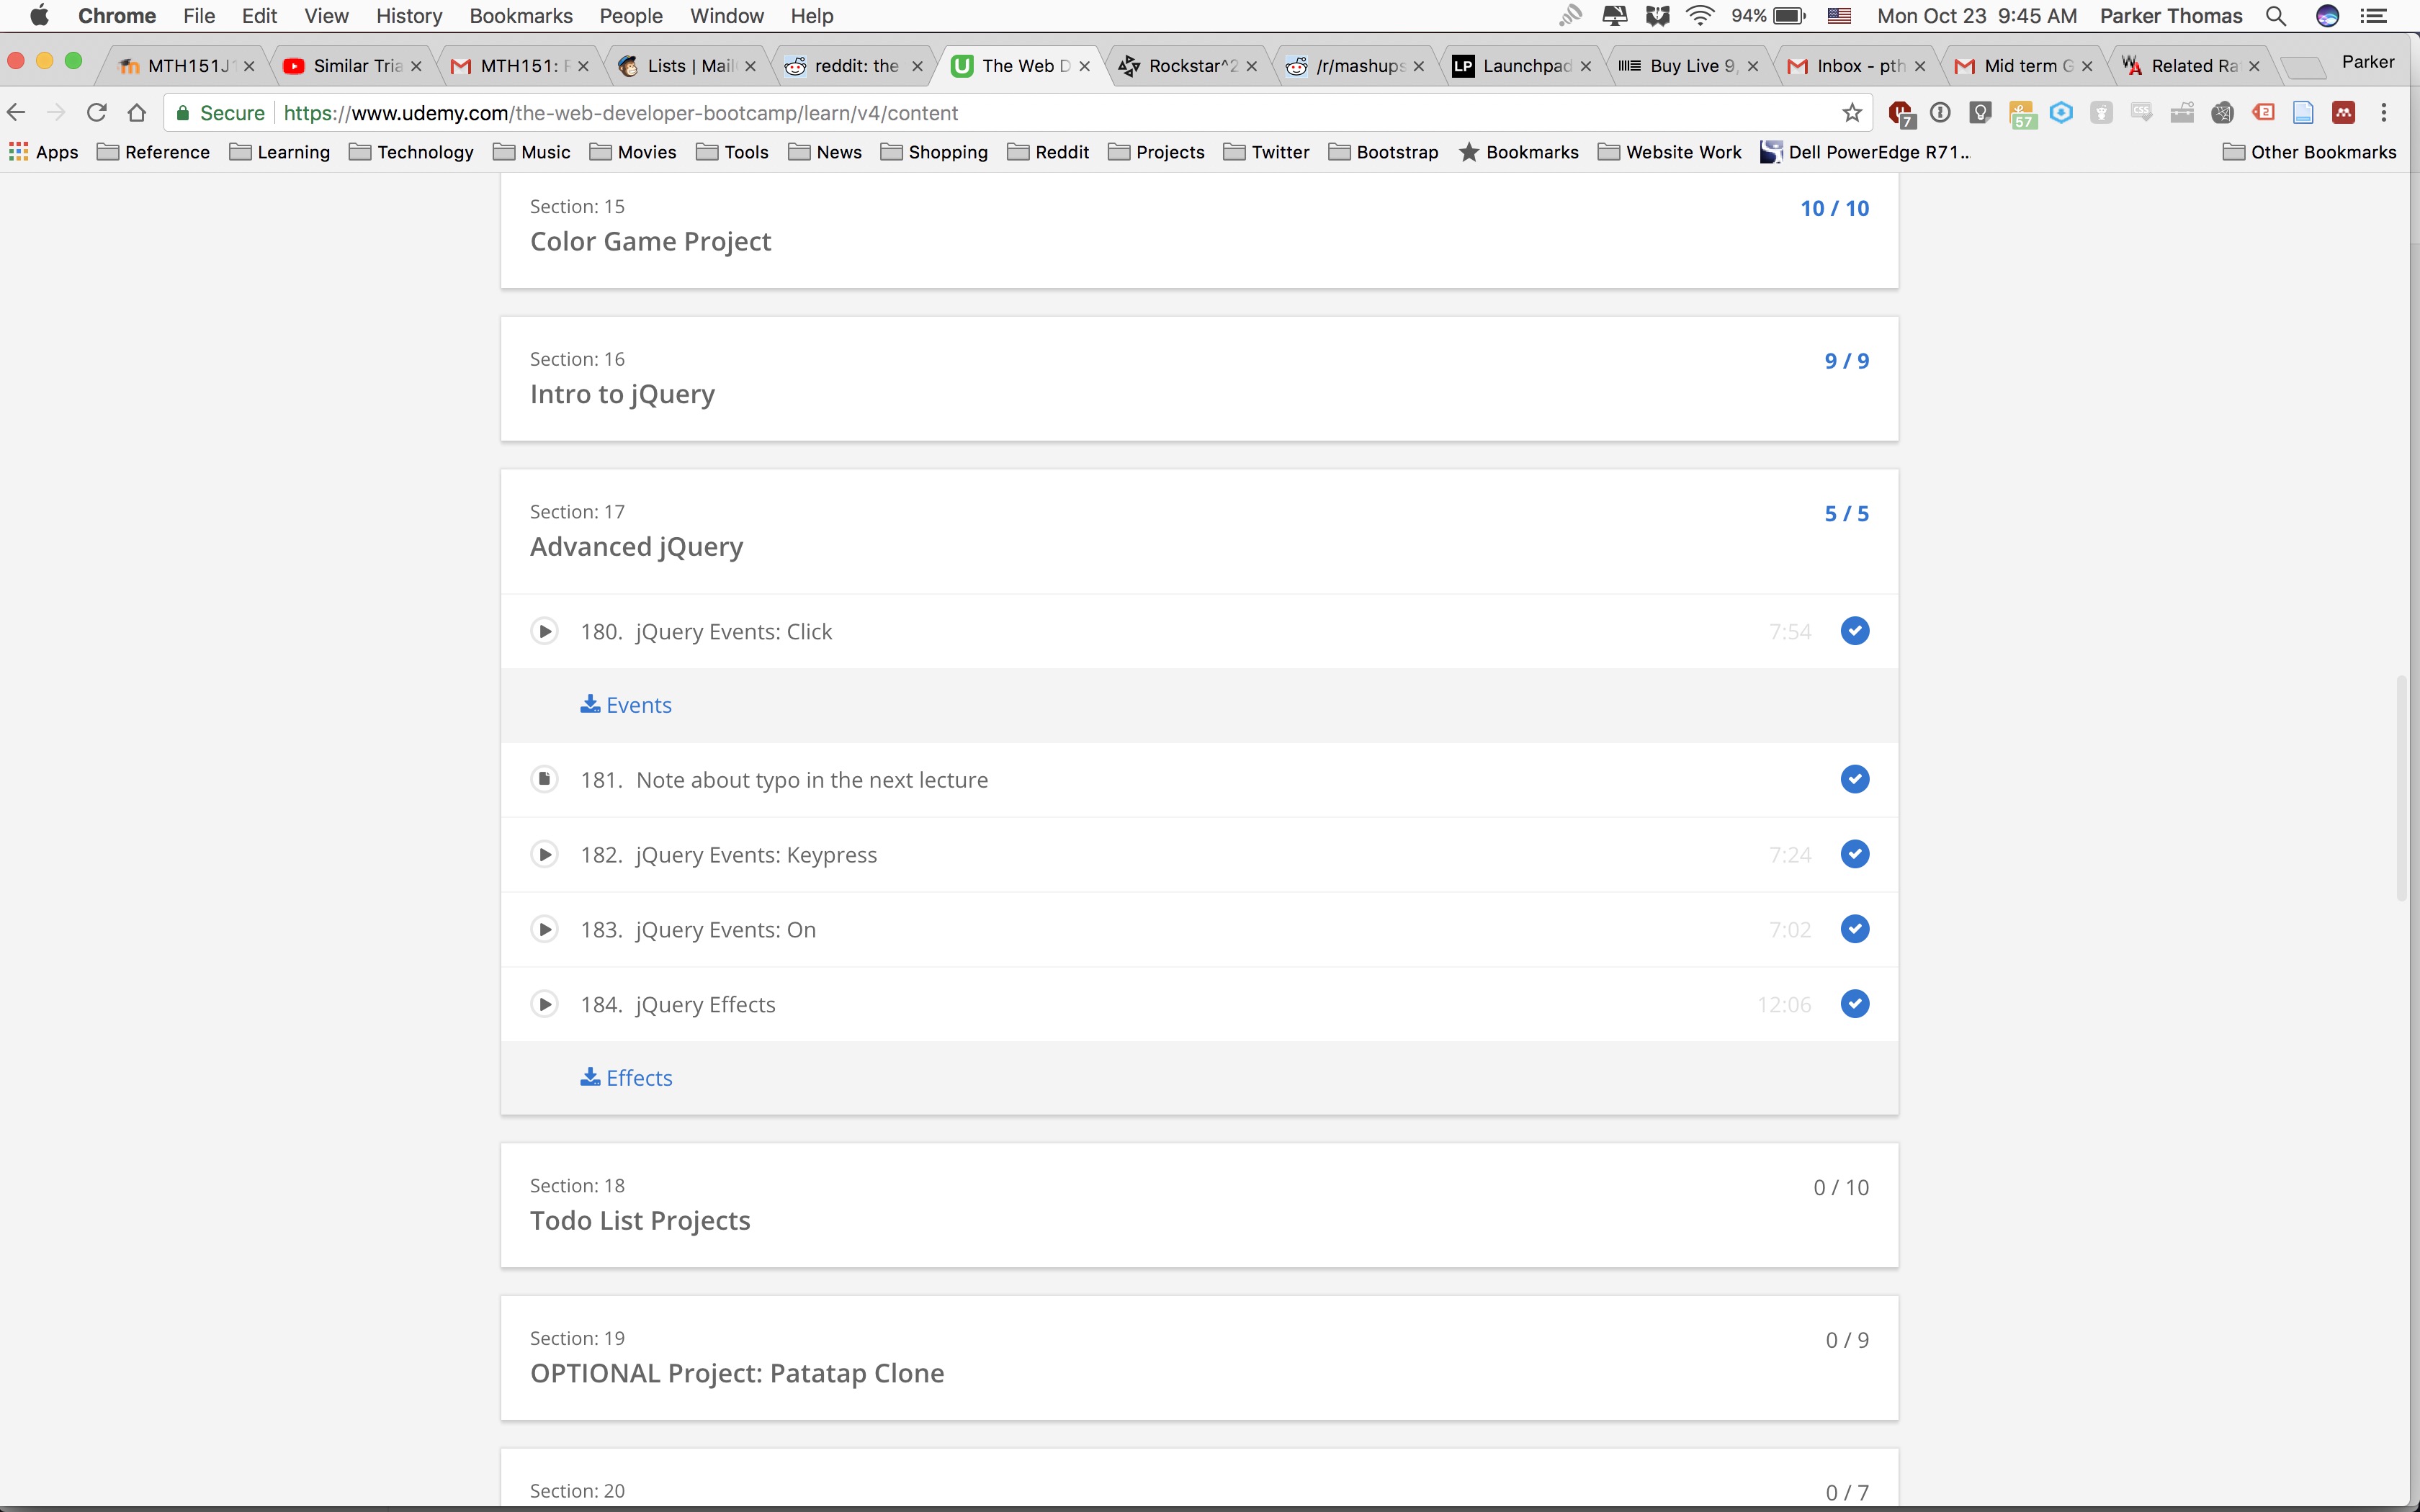 Chrome File Edit View History Bookmarks People Window Help 94% Mon Oct 23 9:45 AM Parker Thomas
MTH151J Similar Tria MTH151: F Lists | Mail reddit: the The Web D Rockstar^2 /r/mashups LP Launchpad Buy Live 9, Inbox - pth Mid term G Related Ra Parker
Secure https://www.udemy.com/the-web-developer-bootcamp/learn/v4/content 7 57 2
Apps Reference Learning Technology Music Movies Tools News Shopping Reddit Projects Twitter Bootstrap Bookmarks Website Work Dell PowerEdge R71... Other Bookmarks
Section: 15 10 / 10
Color Game Project
Section: 16 9 / 9
Intro to jQuery
Section: 17 5 / 5
Advanced jQuery
180. jQuery Events: Click 7:54
Events
181. Note about typo in the next lecture
182. jQuery Events: Keypress 7:24
183. jQuery Events: On 7:02
184. jQuery Effects 12:06
Effects
Section: 18 0 / 10
Todo List Projects
Section: 19 0 / 9
OPTIONAL Project: Patatap Clone
Section: 20 0 / 7